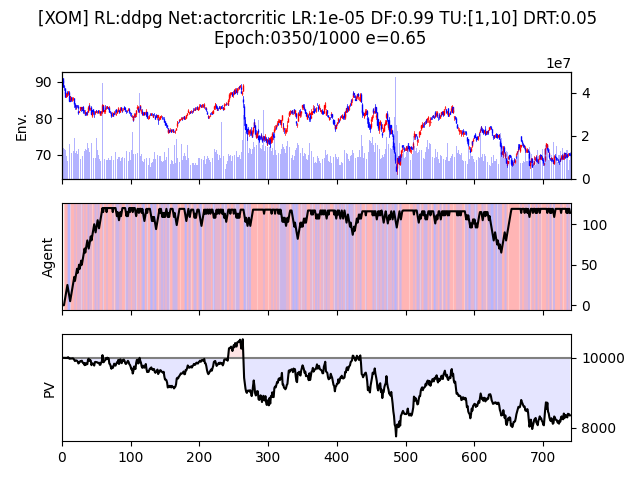 [XOM] RL:ddpg Net:actorcritic LR:1e-05 DF:0.99 TU:[1,10] DRT:0.05
Epoch:0350/1000 e=0.65
1e7
90
80
70
Env.
4
2
0
Agent
100
50
0
PV
10000
8000
0 100 200 300 400 500 600 700